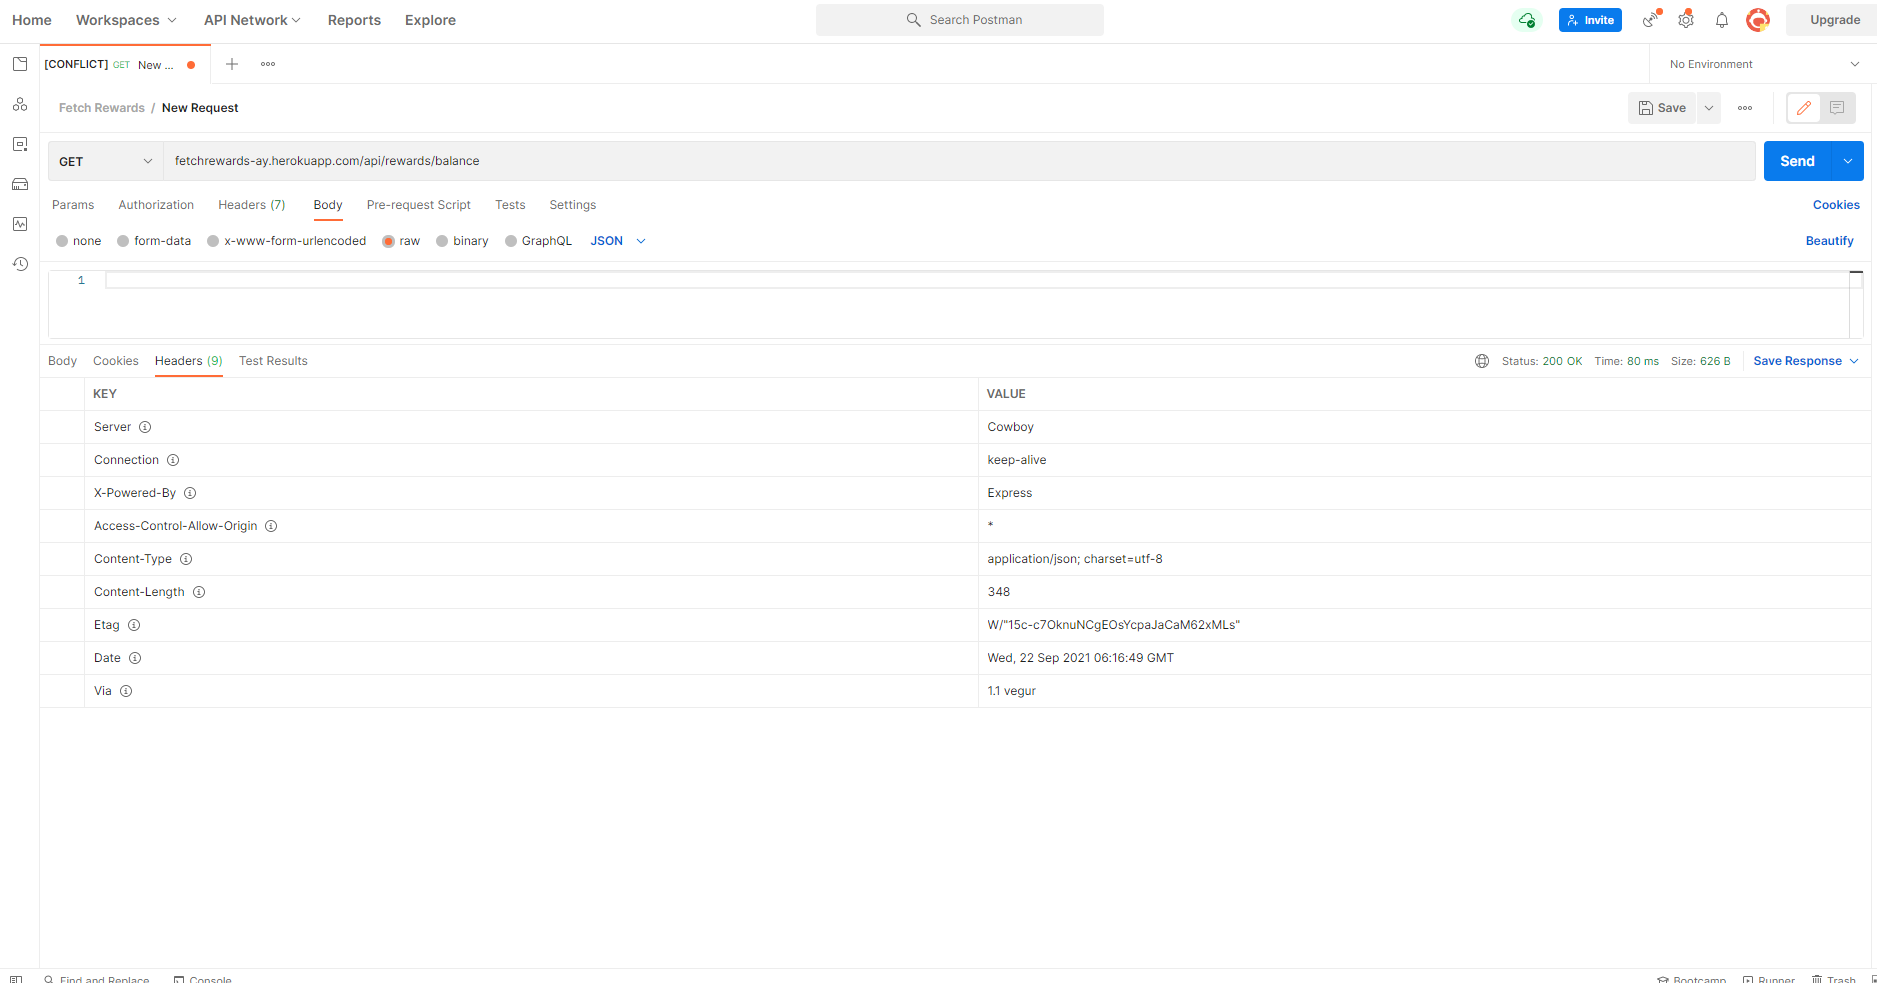 Home Workspaces API Network Reports Explore Search Postman Invite Upgrade
[CONFLICT] GET New ... No Environment
Fetch Rewards / New Request Save
GET fetchrewards-ay.herokuapp.com/api/rewards/balance Send
Params Authorization Headers (7) Body Pre-request Script Tests Settings Cookies
none form-data x-www-form-urlencoded raw binary GraphQL JSON Beautify
1
Body Cookies Headers (9) Test Results Status: 200 OK Time: 80 ms Size: 626 B Save Response
KEY VALUE
Server Cowboy
Connection keep-alive
X-Powered-By Express
Access-Control-Allow-Origin *
Content-Type application/json; charset=utf-8
Content-Length 348
Etag W/"15c-c7OknuNCgEOsYcpaJaCaM62xMLs"
Date Wed, 22 Sep 2021 06:16:49 GMT
Via 1.1 vegur
Find and Replace Console Bootcamp Runner Trash